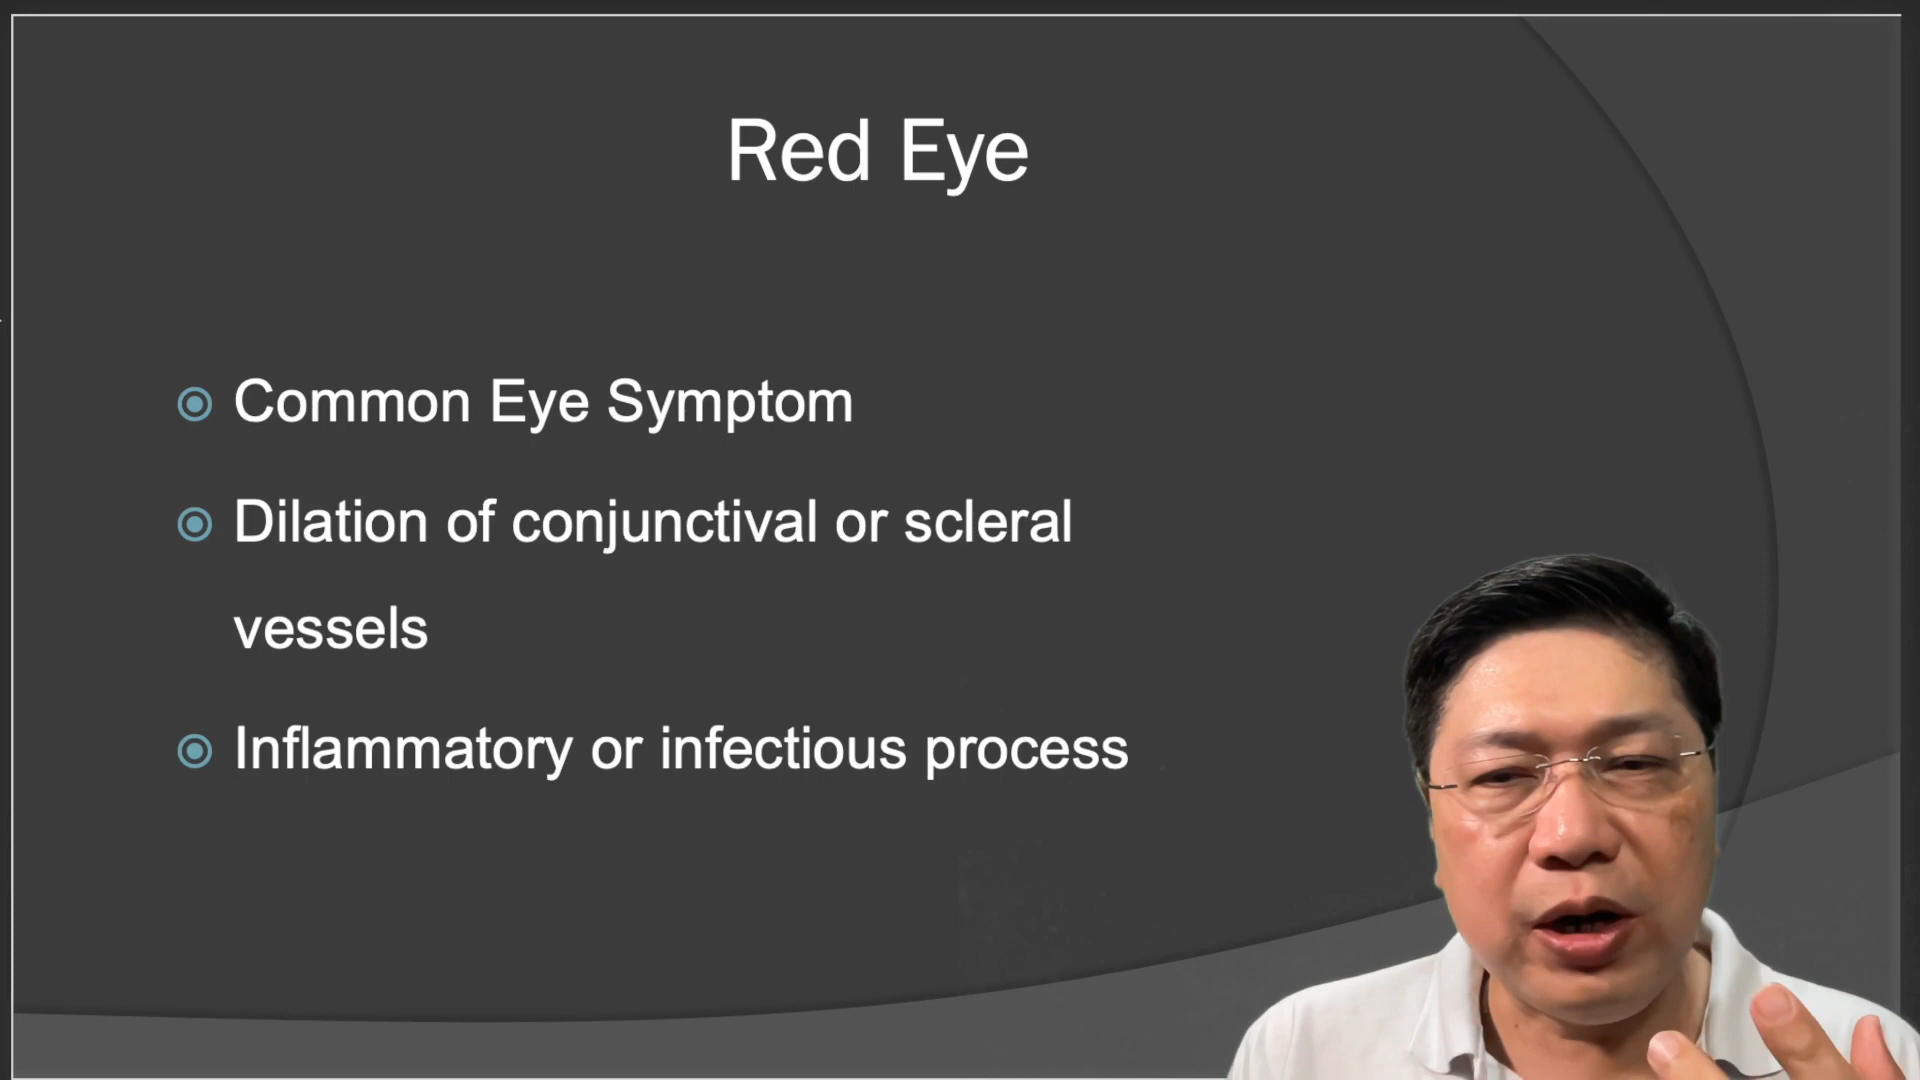 Red Eye
Common Eye Symptom
Dilation of conjunctival or scleral
vessels
Inflammatory or infectious process